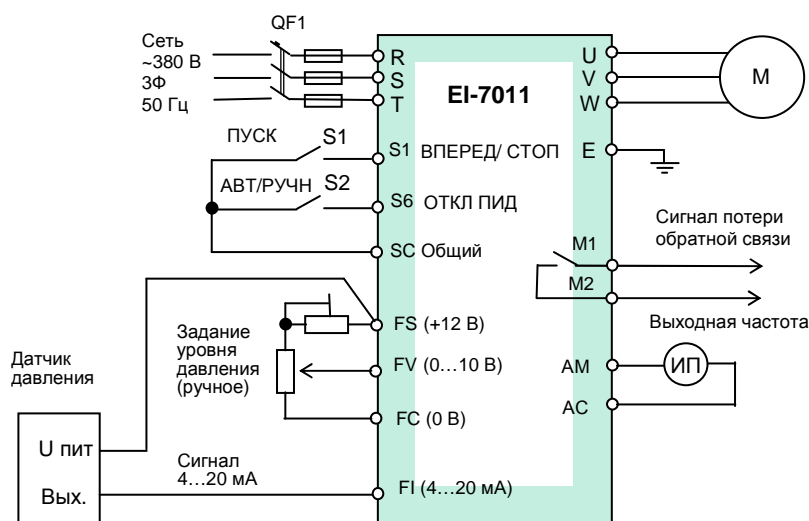 QF1
Сеть
~380 В
3Ф
50 Гц
R
S
T
EI-7011
U
V
W
М
ПУСК
S1
S1 ВПЕРЕД/ СТОП
E
АВТ/РУЧН
S2
S6 ОТКЛ ПИД
SC Общий
Сигнал потери
обратной связи
M1
M2
Выходная частота
Задание
уровня
давления
(ручное)
FS (+12 В)
FV (0…10 В)
FC (0 В)
AM
ИП
AC
Датчик
давления
U пит
Вых.
Сигнал
4…20 мА
FI (4…20 мА)